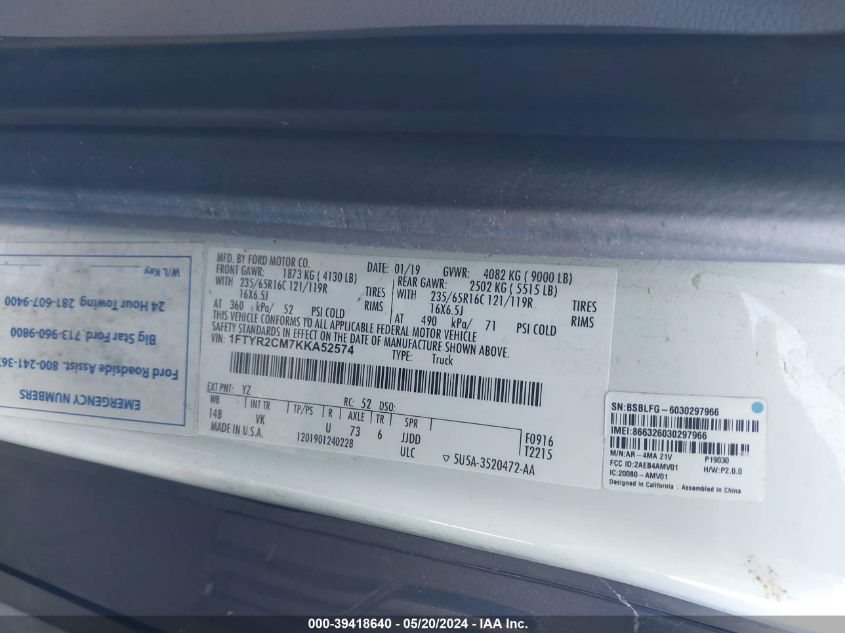 MFD. BY FORD MOTOR CO.
DATE: 01/19
GVWR: 4082 KG ( 9000 LB)
FRONT GAWR: 1873 KG ( 4130 LB)
REAR GAWR: 2502 KG ( 5515 LB)
WITH 235/65R16C 121/119R TIRES
WITH 235/65R16C 121/119R TIRES
16X6.5J RIMS
16X6.5J RIMS
AT 360 kPa/ 52 PSI COLD
AT 490 kPa/ 71 PSI COLD
THIS VEHICLE CONFORMS TO ALL APPLICABLE FEDERAL MOTOR VEHICLE
SAFETY STANDARDS IN EFFECT ON THE DATE OF MANUFACTURE SHOWN ABOVE.
VIN: 1FTYR2CM7KKA52574
TYPE: Truck
EXT PNT: YZ RC: 52 DSO:
WB INT TR TP/PS R AXLE TR SPR
148 VK U 73 6 JJDD F0916
MADE IN U.S.A. 1201901240228 ULC T2215
5U5A-3520472-AA
EMERGENCY NUMBERS
Ford Roadside Assist. 800-241-367
Big Star Ford 713-960-9800
24 Hour Towing 281-607-9400
W/L Key
SN:BSBLFG-6030297966
IMEI:866326030297966
M/N:AR-4MA 21V P19030
FCC ID:2AEB4AMV01 H/W:P2.0.0
IC:20080-AMV01
Designed in California Assembled in China
000-39418640 - 05/20/2024 - IAA Inc.